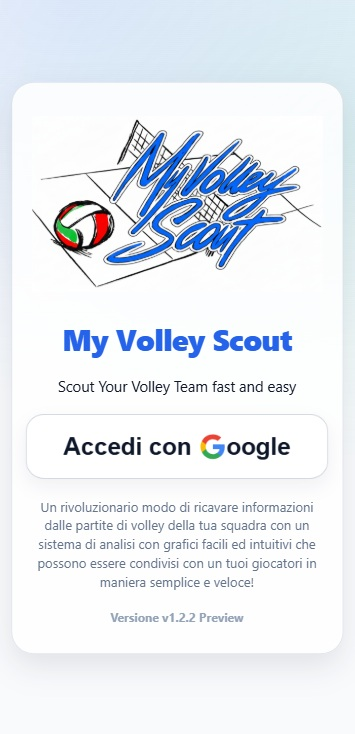 My Volley
Scout
My Volley Scout
Scout Your Volley Team fast and easy
Accedi con Google
Un rivoluzionario modo di ricavare informazioni
dalle partite di volley della tua squadra con un
sistema di analisi con grafici facili ed intuitivi che
possono essere condivisi con un tuoi giocatori in
maniera semplice e veloce!
Versione v1.2.2 Preview